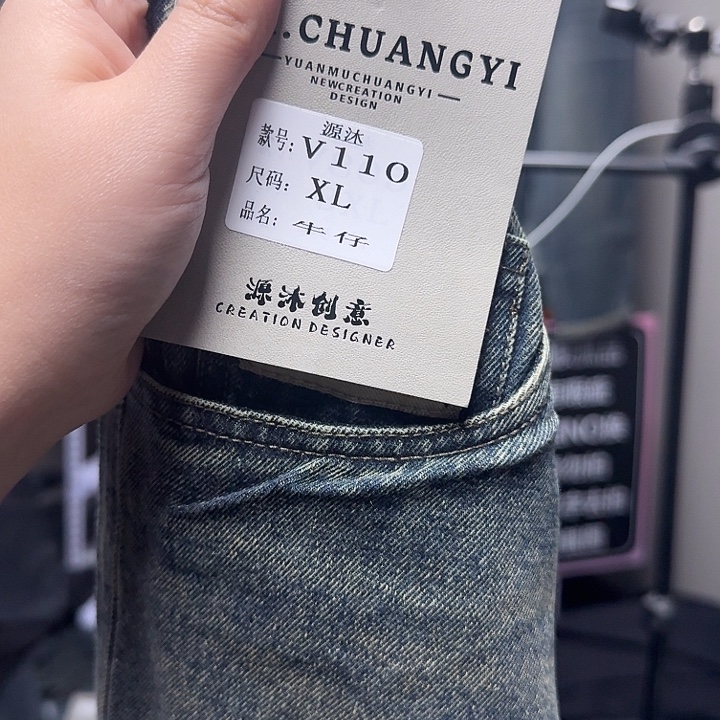 .CHUANGYI
YUANMUCHUANGYI
NEWCREATION
DESIGN
源沐
款号: V110
尺码: XL
品名: 牛仔
源沐创意
CREATION DESIGNER